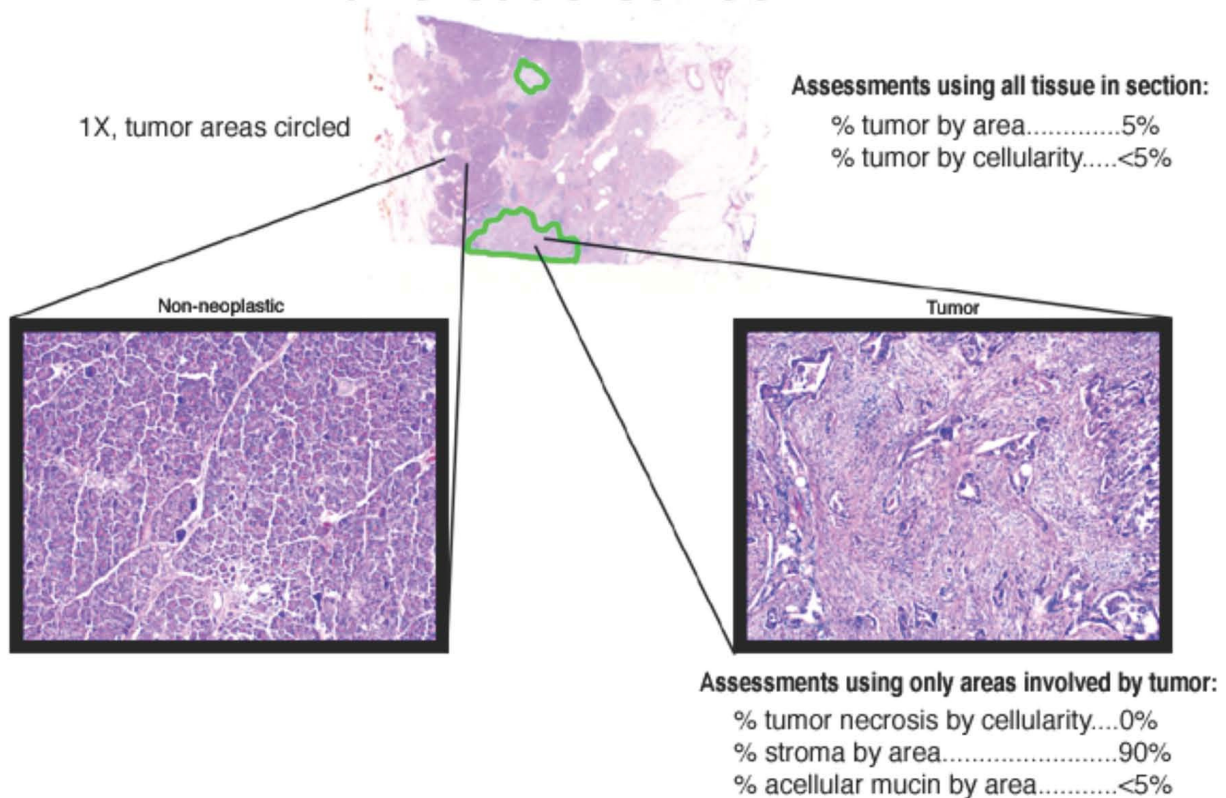 1X, tumor areas circled
Assessments using all tissue in section:
% tumor by area.............5%
% tumor by cellularity.....<5%
Non-neoplastic
Tumor
Assessments using only areas involved by tumor:
% tumor necrosis by cellularity....0%
% stroma by area........................90%
% acellular mucin by area...........<5%